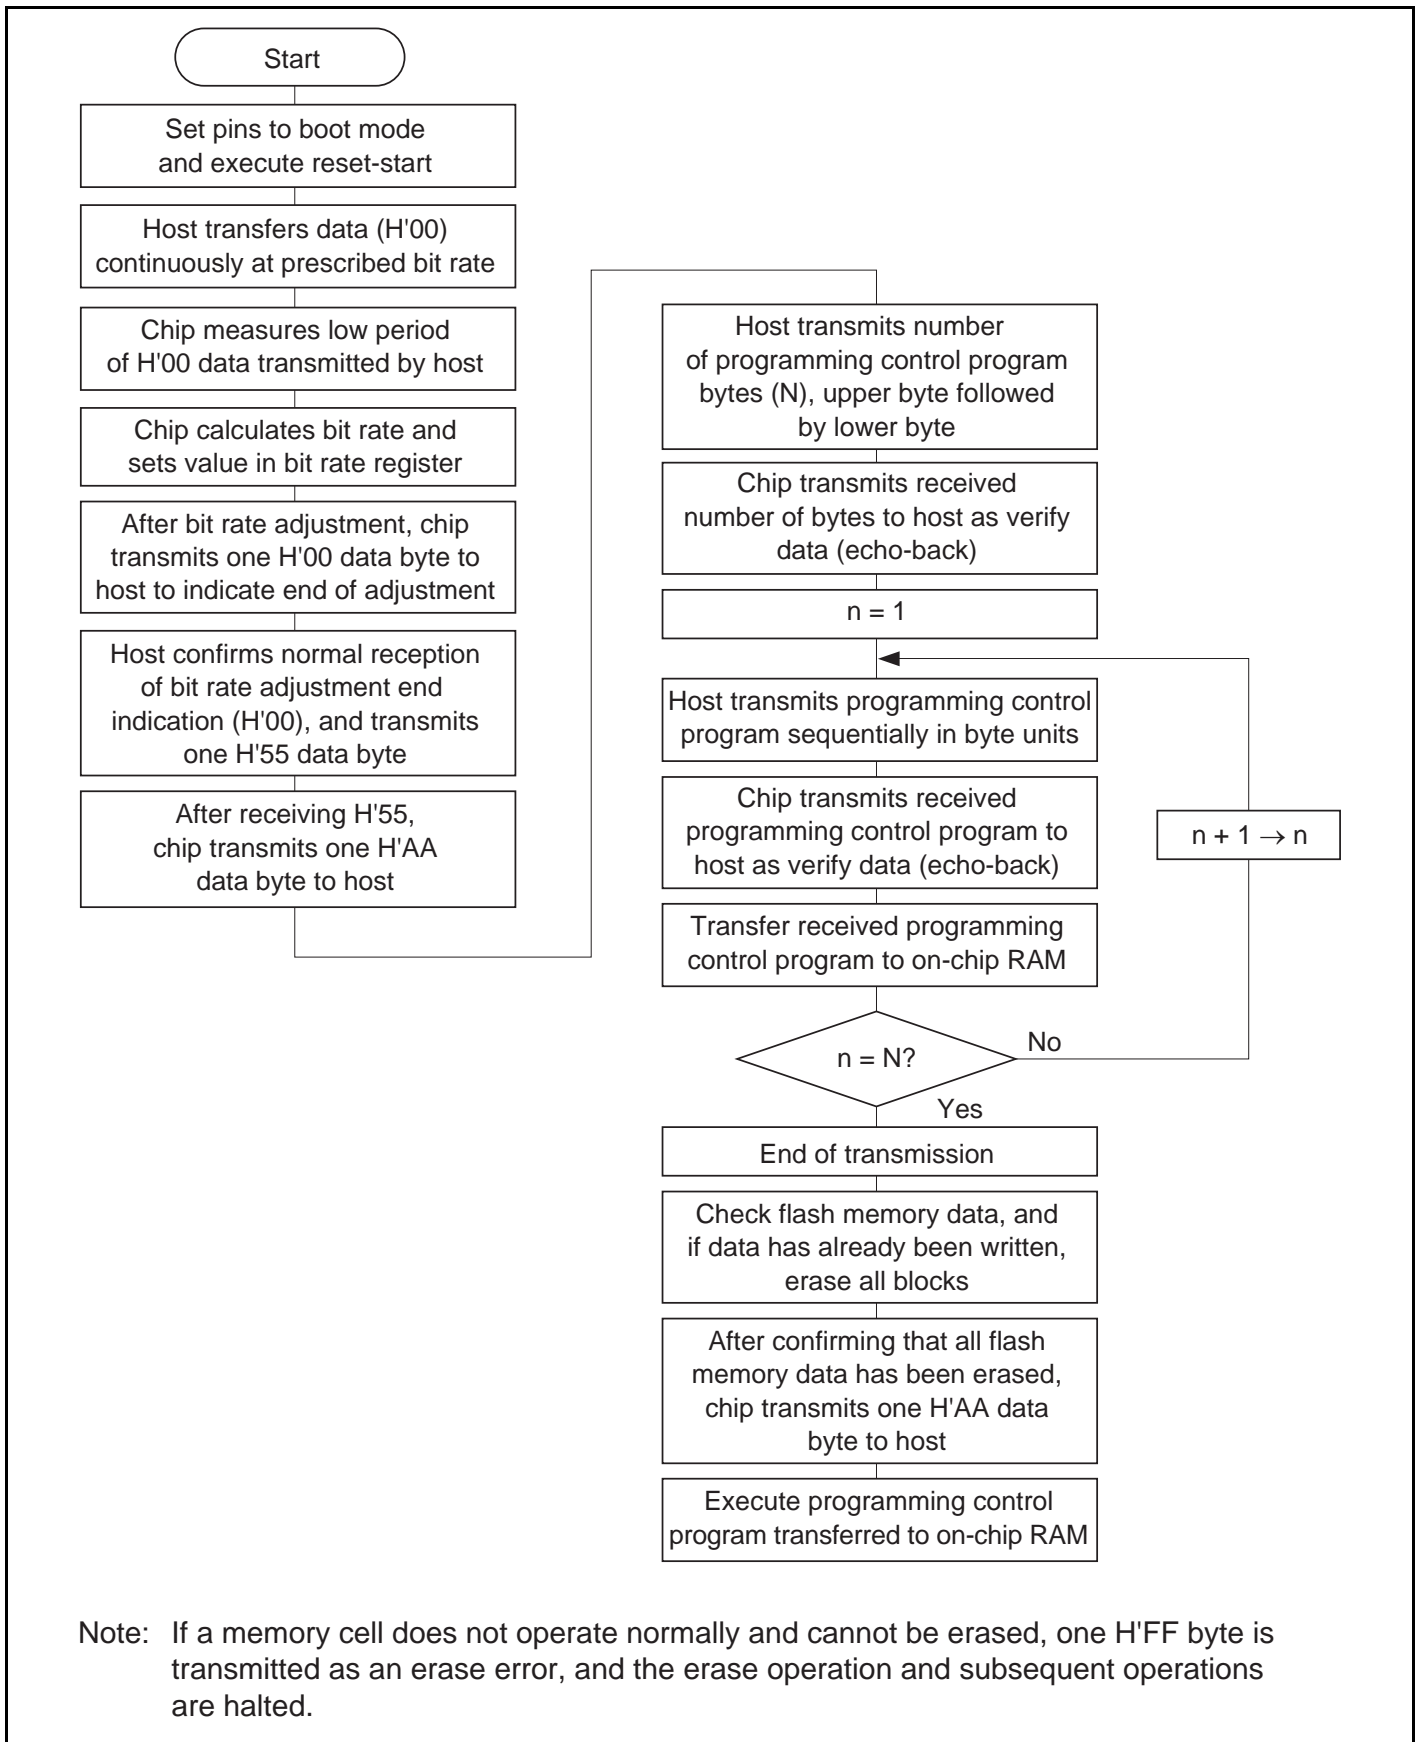 Start
Set pins to boot mode
and execute reset-start
Host transfers data (H'00)
continuously at prescribed bit rate
Chip measures low period
of H'00 data transmitted by host
Chip calculates bit rate and
sets value in bit rate register
After bit rate adjustment, chip
transmits one H'00 data byte to
host to indicate end of adjustment
Host confirms normal reception
of bit rate adjustment end
indication (H'00), and transmits
one H'55 data byte
After receiving H'55,
chip transmits one H'AA
data byte to host
Host transmits number
of programming control program
bytes (N), upper byte followed
by lower byte
Chip transmits received
number of bytes to host as verify
data (echo-back)
n = 1
Host transmits programming control
program sequentially in byte units
Chip transmits received
programming control program to
host as verify data (echo-back)
n + 1 → n
Transfer received programming
control program to on-chip RAM
n = N?
No
Yes
End of transmission
Check flash memory data, and
if data has already been written,
erase all blocks
After confirming that all flash
memory data has been erased,
chip transmits one H'AA data
byte to host
Execute programming control
program transferred to on-chip RAM
Note: If a memory cell does not operate normally and cannot be erased, one H'FF byte is
transmitted as an erase error, and the erase operation and subsequent operations
are halted.